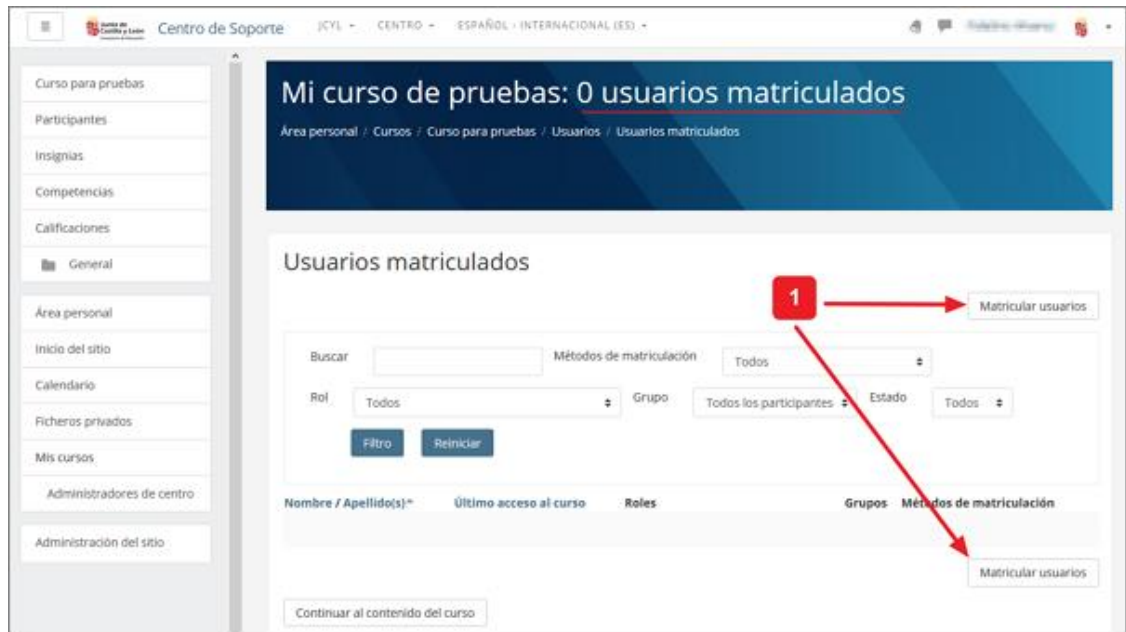 Junta de
Castilla y León
Centro de Soporte
JCYL
CENTRO
ESPAÑOL - INTERNACIONAL (ES)
Curso para pruebas
Participantes
Insignias
Competencias
Calificaciones
General
Área personal
Inicio del sitio
Calendario
Ficheros privados
Mis cursos
Administradores de centro
Administración del sitio
Mi curso de pruebas: 0 usuarios matriculados
Área personal / Cursos / Curso para pruebas / Usuarios / Usuarios matriculados
Usuarios matriculados
1
Matricular usuarios
Buscar
Métodos de matriculación
Todos
Rol
Todos
Grupo
Todos los participantes
Estado
Todos
Filtro
Reiniciar
Nombre / Apellido(s)
Último acceso al curso
Roles
Grupos
Métodos de matriculación
Matricular usuarios
Continuar al contenido del curso